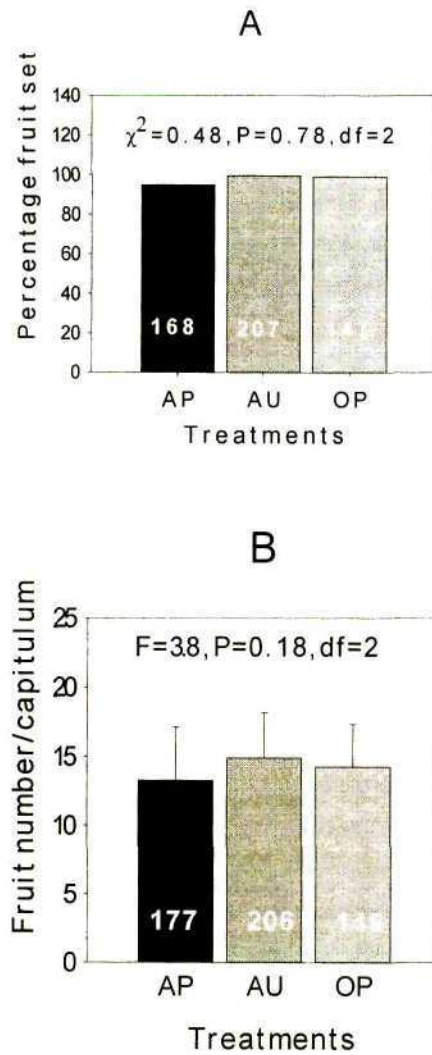 A
140
120
100
80
60
40
20
0
Percentage fruit set
χ²=0.48, P=0.78, df=2
168 207
AP AU OP
Treatments
B
25
20
15
10
5
0
Fruit number/capitulum
F=3.8, P=0.18, df=2
177 206
AP AU OP
Treatments